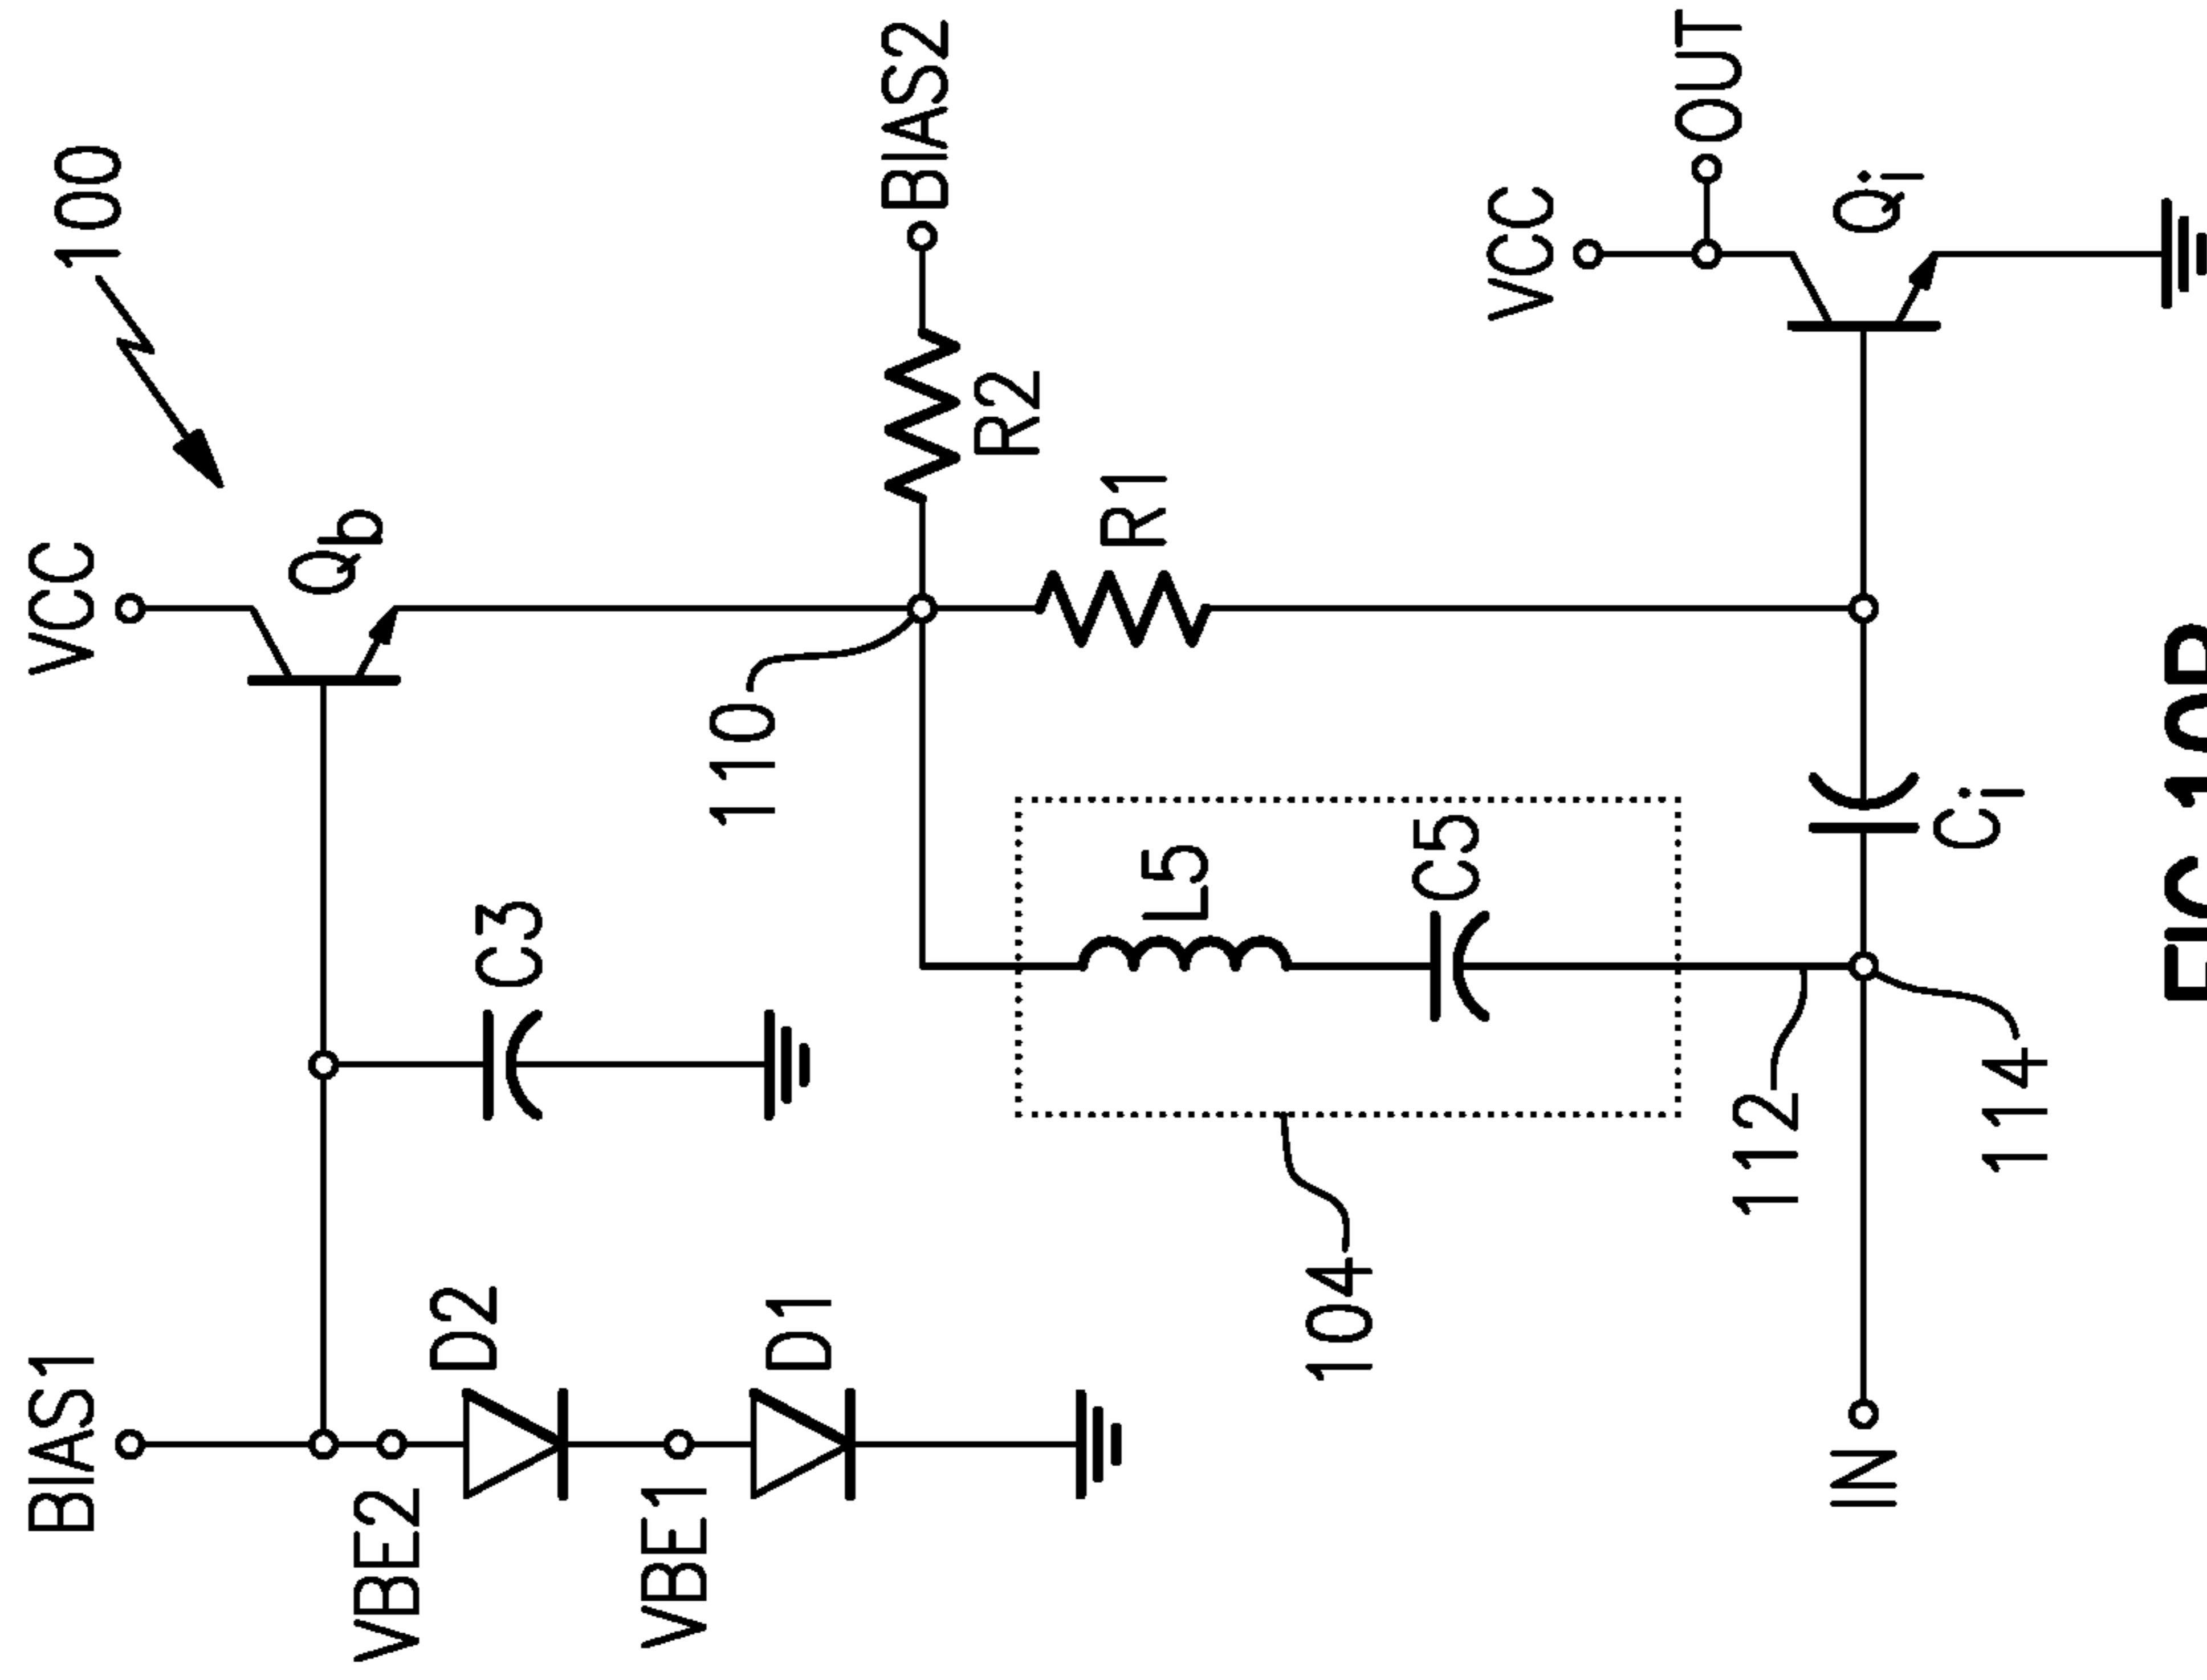 BIAS1
VCC
100
Qb
VBE2
D2
C3
VBE1
110
D1
BIAS2
R2
R1
L5
104
C5
VCC
OUT
112
IN
Qi
Ci
114